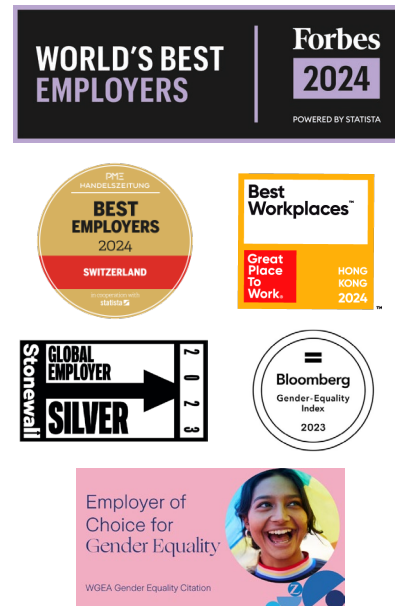 WORLD'S BEST
EMPLOYERS
Forbes
2024
POWERED BY STATISTA
PME
HANDELSZEITUNG
BEST
EMPLOYERS
2024
SWITZERLAND
in cooperation with
statista
Best
Workplaces™
Great
Place
To
Work®
HONG
KONG
2024
™
Stonewall
GLOBAL
EMPLOYER
SILVER
2023
Bloomberg
Gender-Equality
Index
2023
Employer of
Choice for
Gender Equality
WGEA Gender Equality Citation
Z